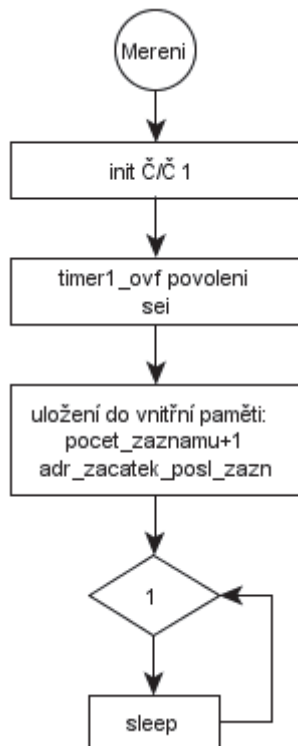 Mereni
init Č/Č 1
timer1_ovf povoleni
sei
uložení do vnitřní paměti:
pocet_zaznamu+1
adr_zacatek_posl_zazn
1
sleep